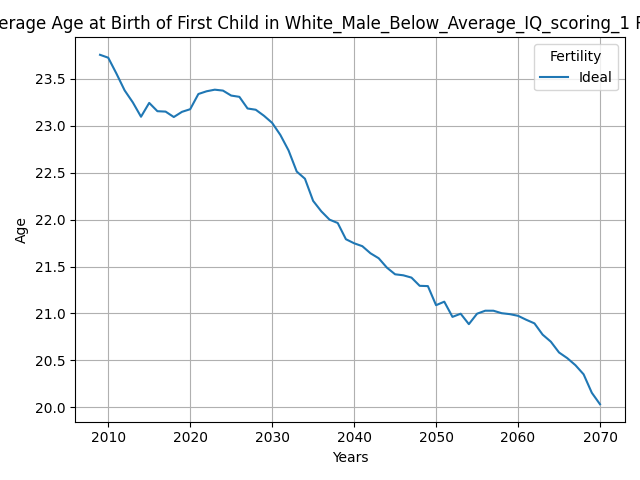 erage Age at Birth of First Child in White_Male_Below_Average_IQ_scoring_1
Fertility
Ideal
23.5
23.0
22.5
22.0
21.5
21.0
20.5
20.0
Age
2010 2020 2030 2040 2050 2060 2070
Years